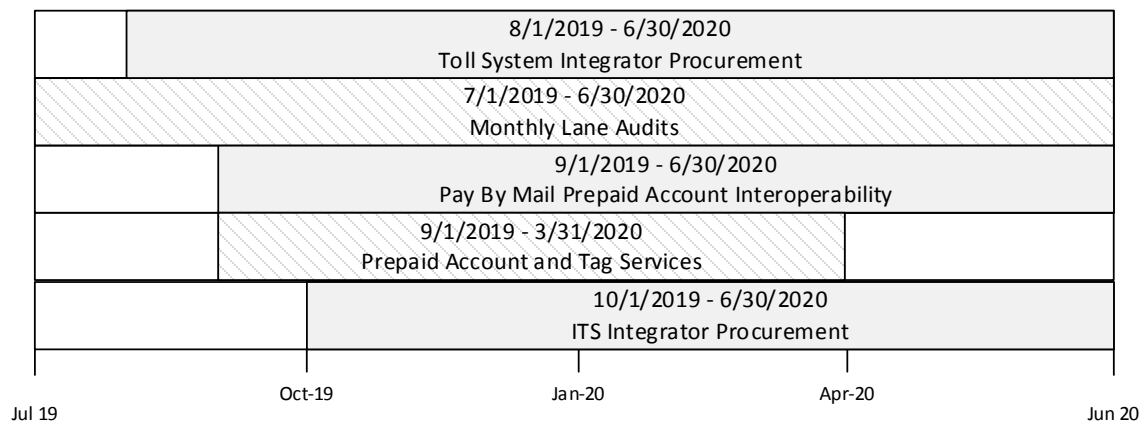 8/1/2019 - 6/30/2020
Toll System Integrator Procurement
7/1/2019 - 6/30/2020
Monthly Lane Audits
9/1/2019 - 6/30/2020
Pay By Mail Prepaid Account Interoperability
9/1/2019 - 3/31/2020
Prepaid Account and Tag Services
10/1/2019 - 6/30/2020
ITS Integrator Procurement
Oct-19
Jan-20
Apr-20
Jul 19
Jun 20